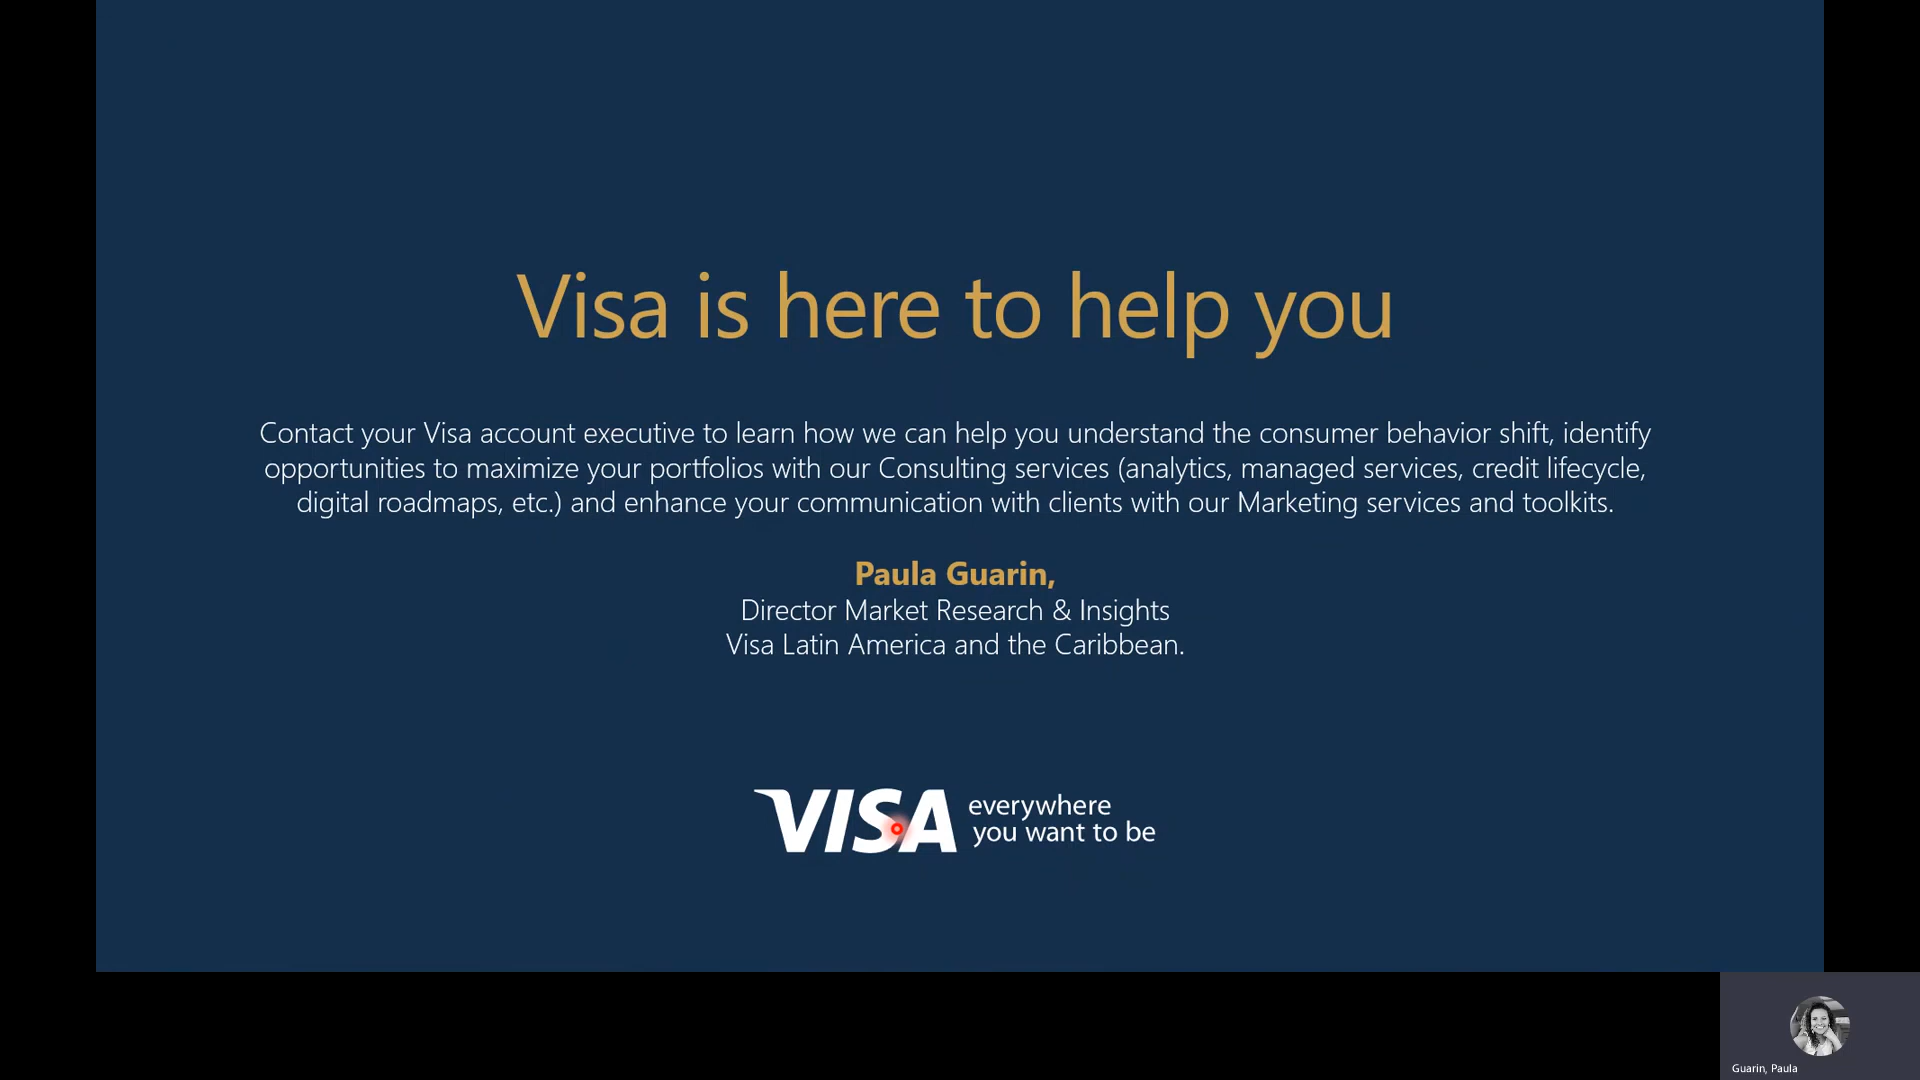 Visa is here to help you
Contact your Visa account executive to learn how we can help you understand the consumer behavior shift, identify
opportunities to maximize your portfolios with our Consulting services (analytics, managed services, credit lifecycle,
digital roadmaps, etc.) and enhance your communication with clients with our Marketing services and toolkits.
Paula Guarin,
Director Market Research & Insights
Visa Latin America and the Caribbean.
VISA everywhere
you want to be
Guarin, Paula